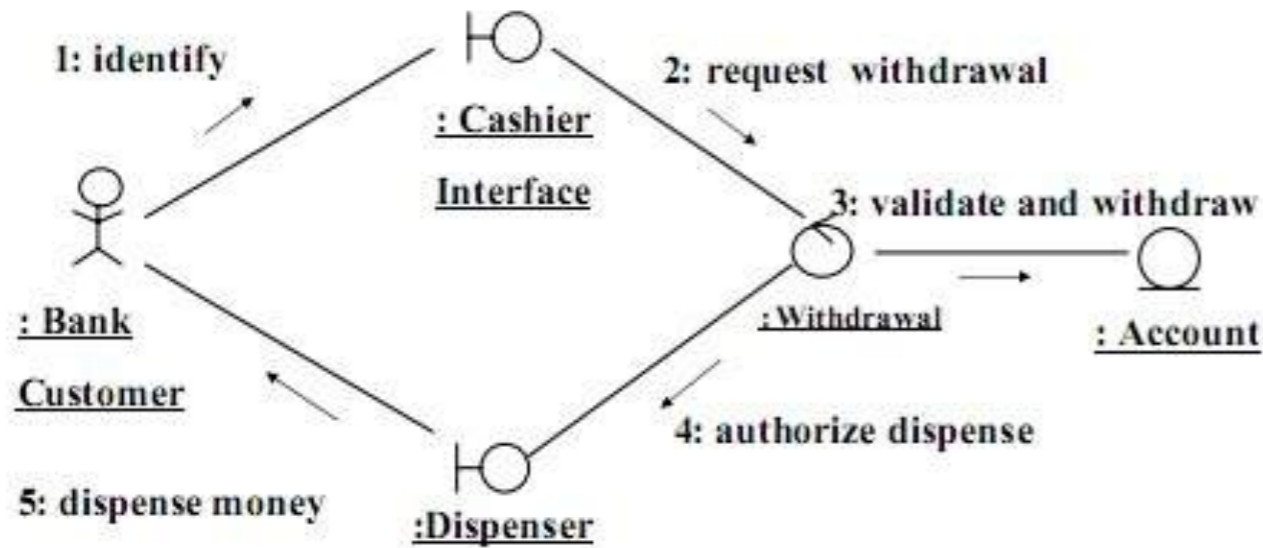 1: identify
2: request withdrawal
: Cashier
Interface
3: validate and withdraw
: Bank
Customer
:Withdrawal
: Account
4: authorize dispense
5: dispense money
:Dispenser